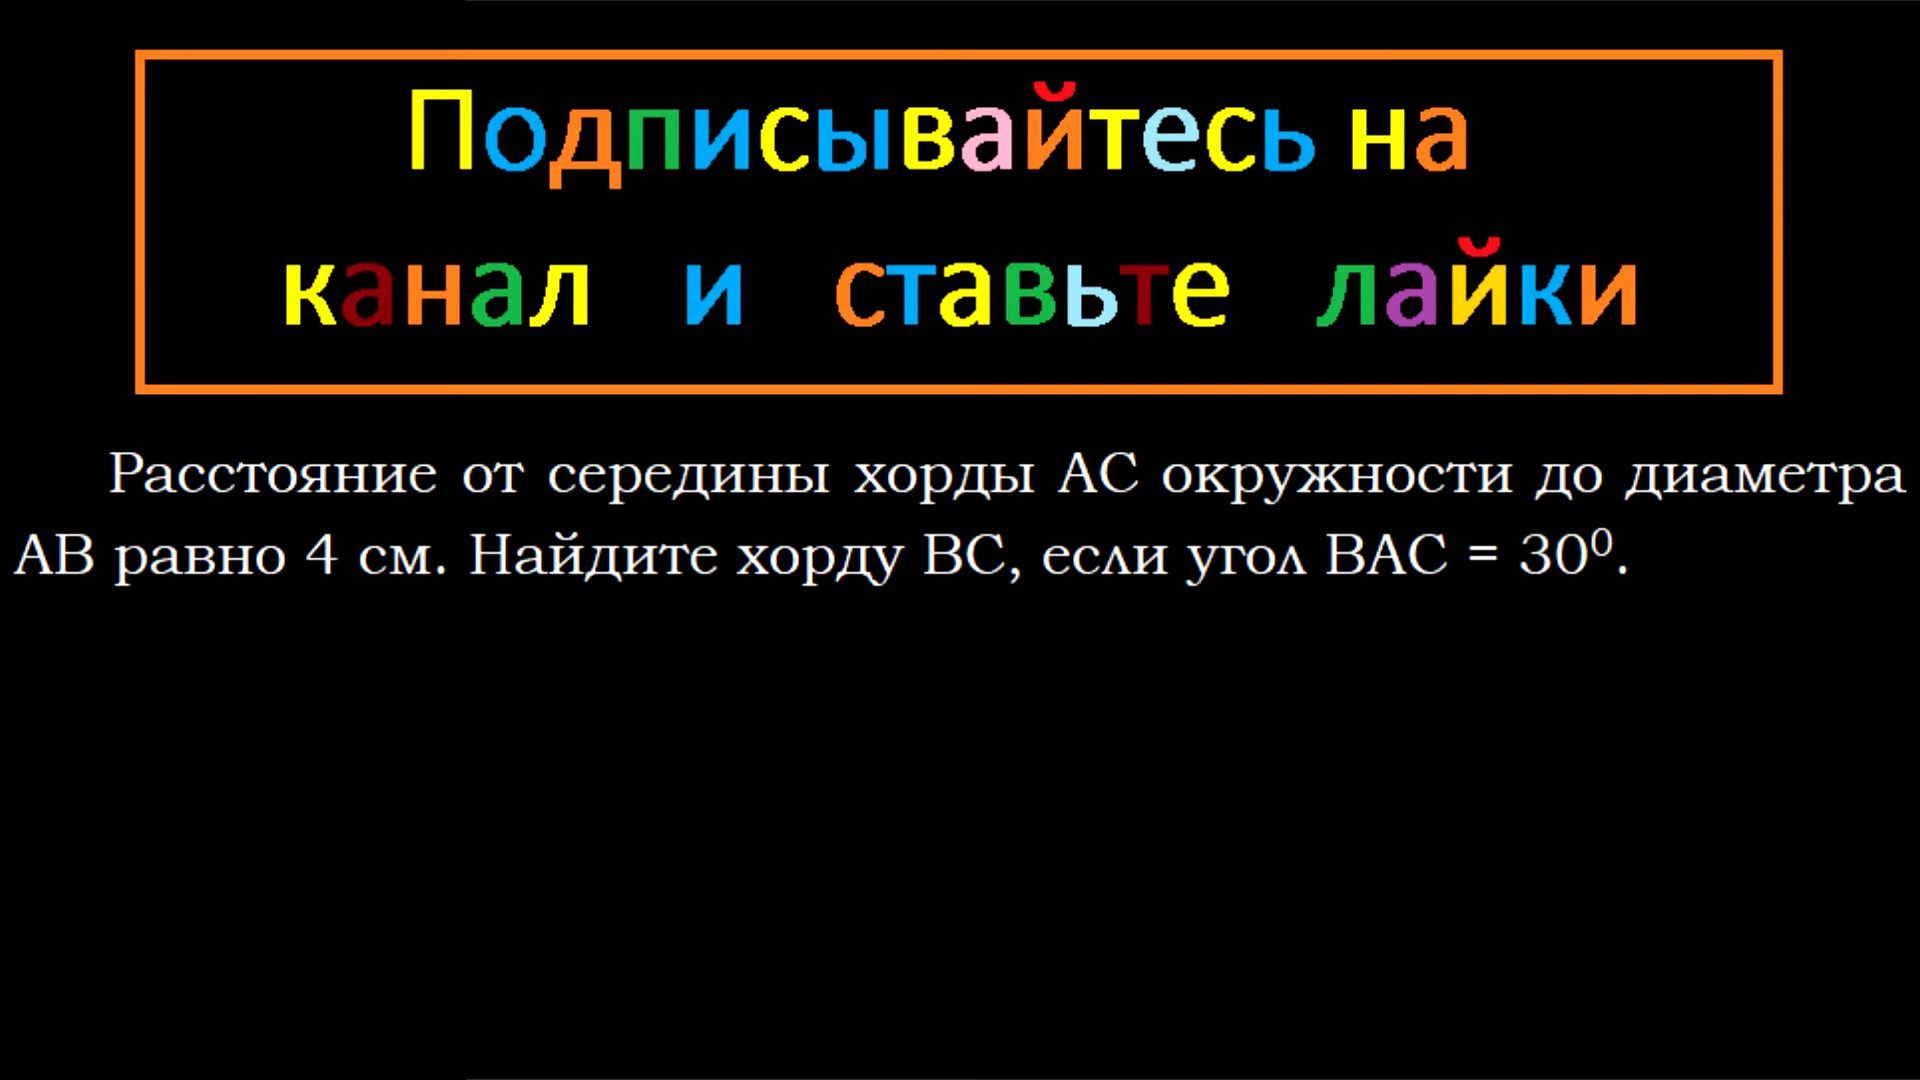 Подписывайтесь на
канал и ставьте лайки
Расстояние от середины хорды АС окружности до диаметра
АВ равно 4 см. Найдите хорду ВС, если угол ВАС = 30⁰.